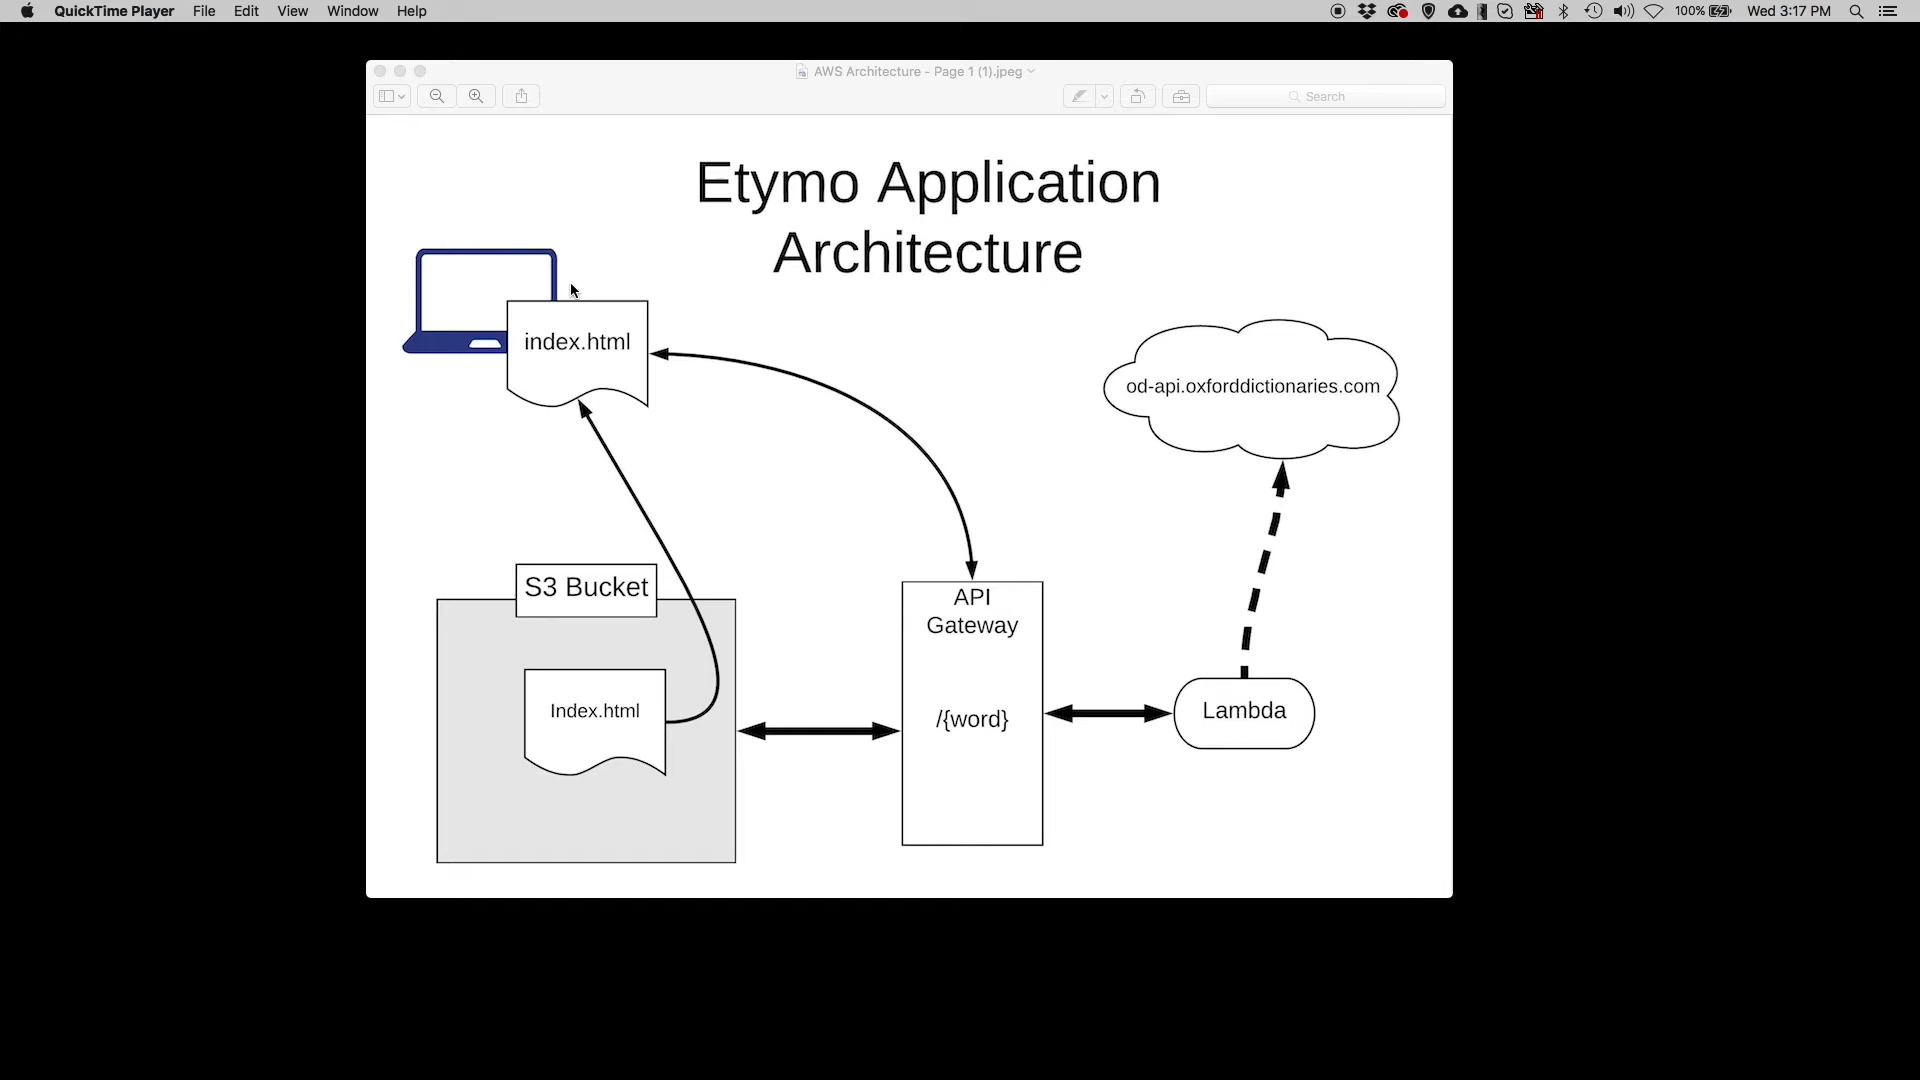 QuickTime Player File Edit View Window Help 100% Wed 3:17 PM
AWS Architecture - Page 1 (1).jpeg
Search
Etymo Application
Architecture
index.html
od-api.oxforddictionaries.com
S3 Bucket
API
Gateway
Index.html
/{word}
Lambda